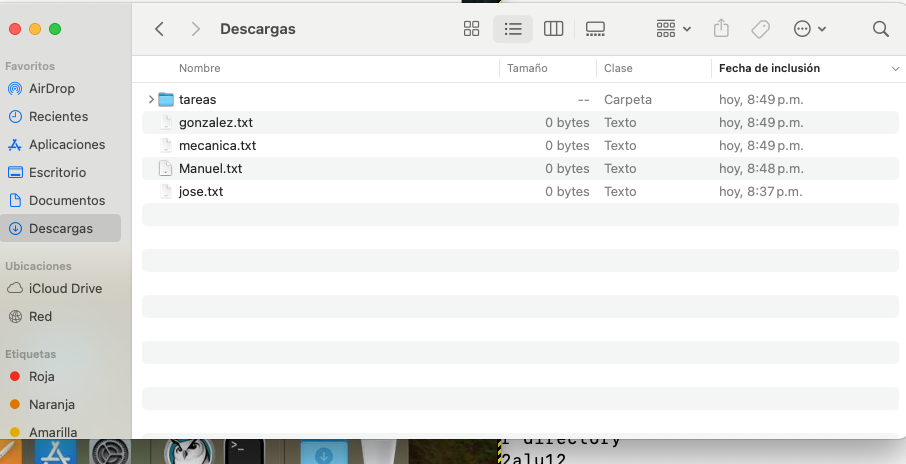 Descargas
Favoritos
AirDrop
Recientes
Aplicaciones
Escritorio
Documentos
Descargas
Ubicaciones
iCloud Drive
Red
Etiquetas
Roja
Naranja
Amarilla
Nombre Tamaño Clase Fecha de inclusión
tareas -- Carpeta hoy, 8:49 p.m.
gonzalez.txt 0 bytes Texto hoy, 8:49 p.m.
mecanica.txt 0 bytes Texto hoy, 8:49 p.m.
Manuel.txt 0 bytes Texto hoy, 8:48 p.m.
jose.txt 0 bytes Texto hoy, 8:37 p.m.
directory
2alu12